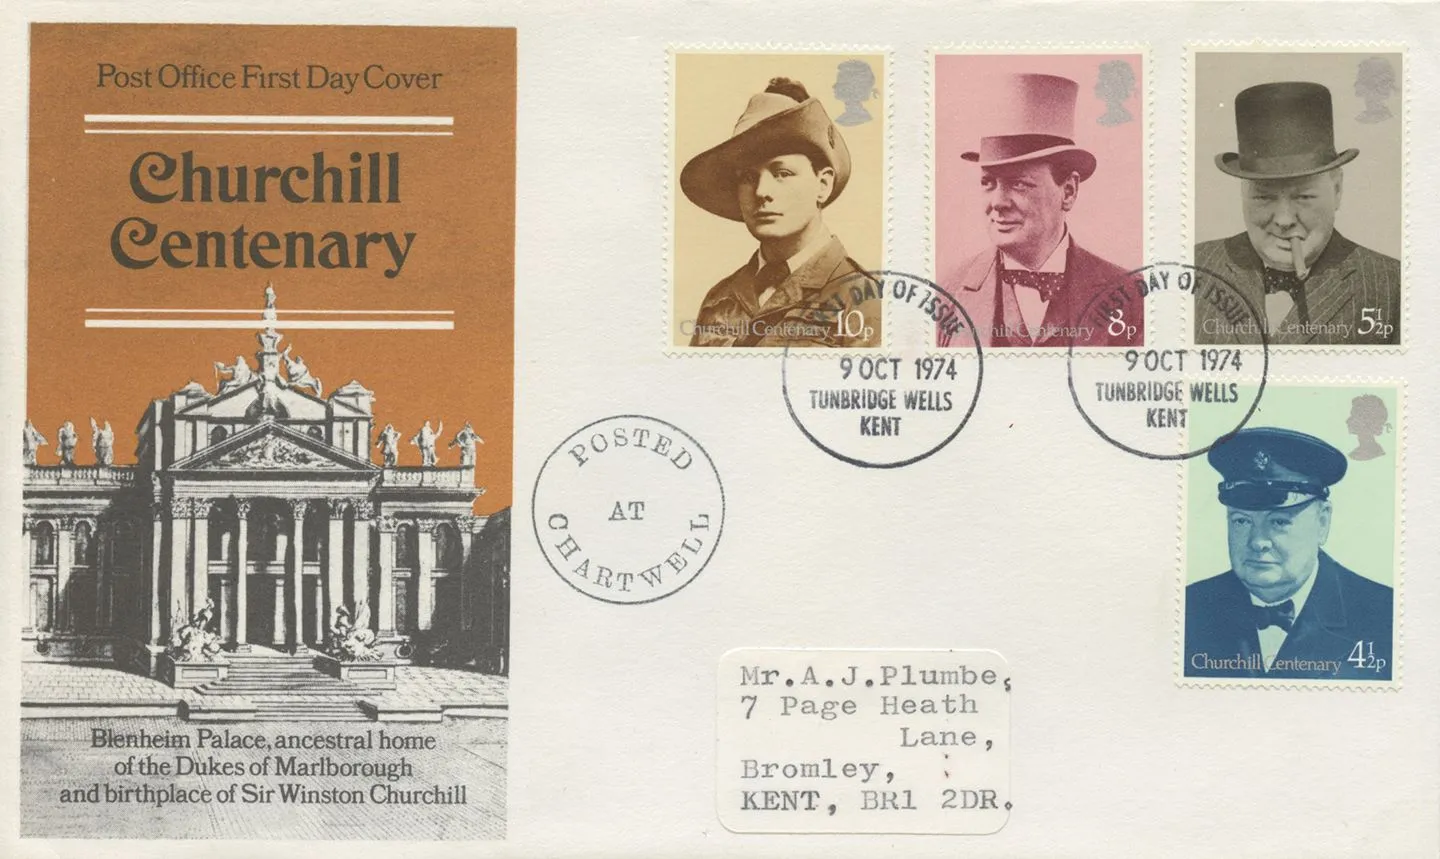 Post Office First Day Cover
Churchill
Centenary
Blenheim Palace, ancestral home
of the Dukes of Marlborough
and birthplace of Sir Winston Churchill
Churchill Centenary 10p
Churchill Centenary 8p
Churchill Centenary 5½p
FIRST DAY OF ISSUE
9 OCT 1974
TUNBRIDGE WELLS
KENT
FIRST DAY OF ISSUE
9 OCT 1974
TUNBRIDGE WELLS
KENT
POSTED
AT
CHARTWELL
Churchill Centenary 4½p
Mr.A.J.Plumbe,
7 Page Heath
Lane,
Bromley,
KENT, BR1 2DR.